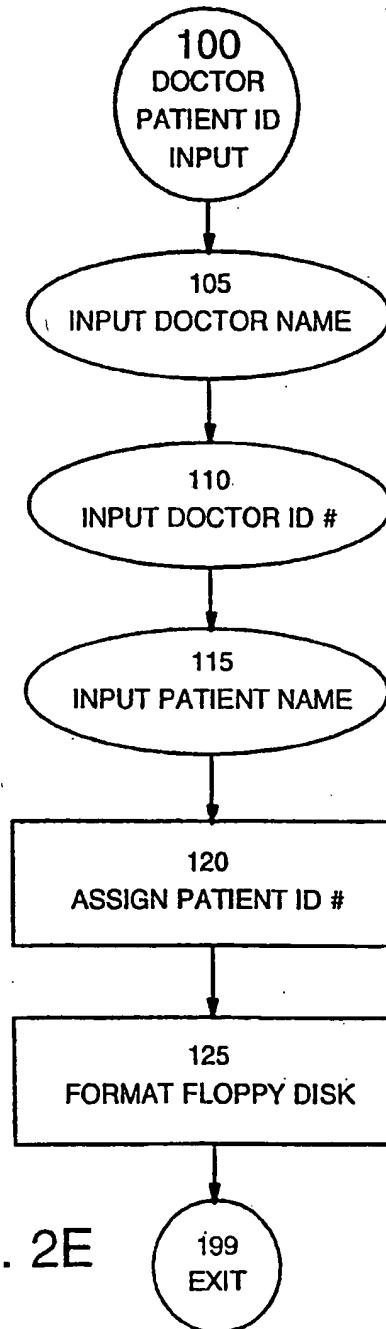 100
DOCTOR
PATIENT ID
INPUT
105
INPUT DOCTOR NAME
110
INPUT DOCTOR ID #
115
INPUT PATIENT NAME
120
ASSIGN PATIENT ID #
125
FORMAT FLOPPY DISK
. 2E
199
EXIT